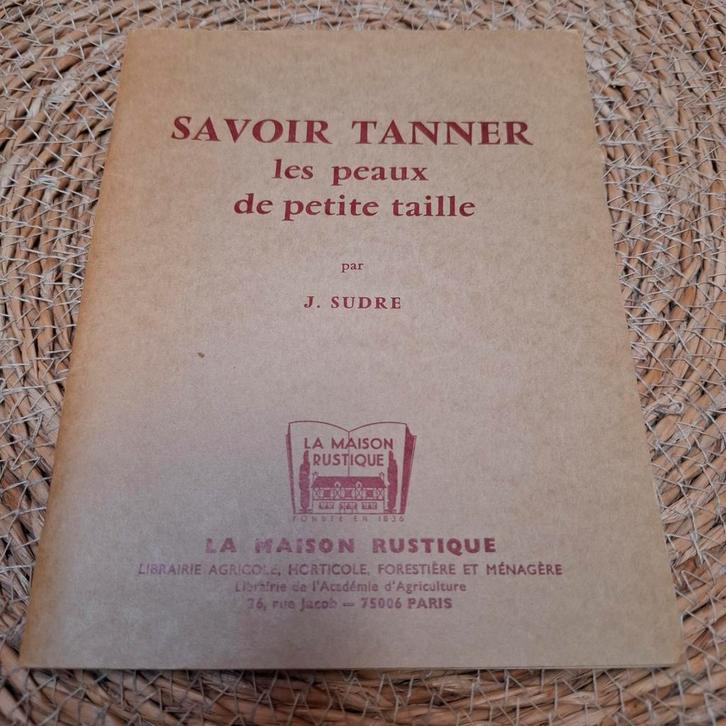 SAVOIR TANNER
les peaux
de petite taille
par
J. SUDRE
LA MAISON
RUSTIQUE
FONDÉE EN 1836
LA MAISON RUSTIQUE
LIBRAIRIE AGRICOLE, HORTICOLE, FORESTIÈRE ET MÉNAGÈRE
Librairie de l'Académie d'Agriculture
26, rue Jacob — 75006 PARIS